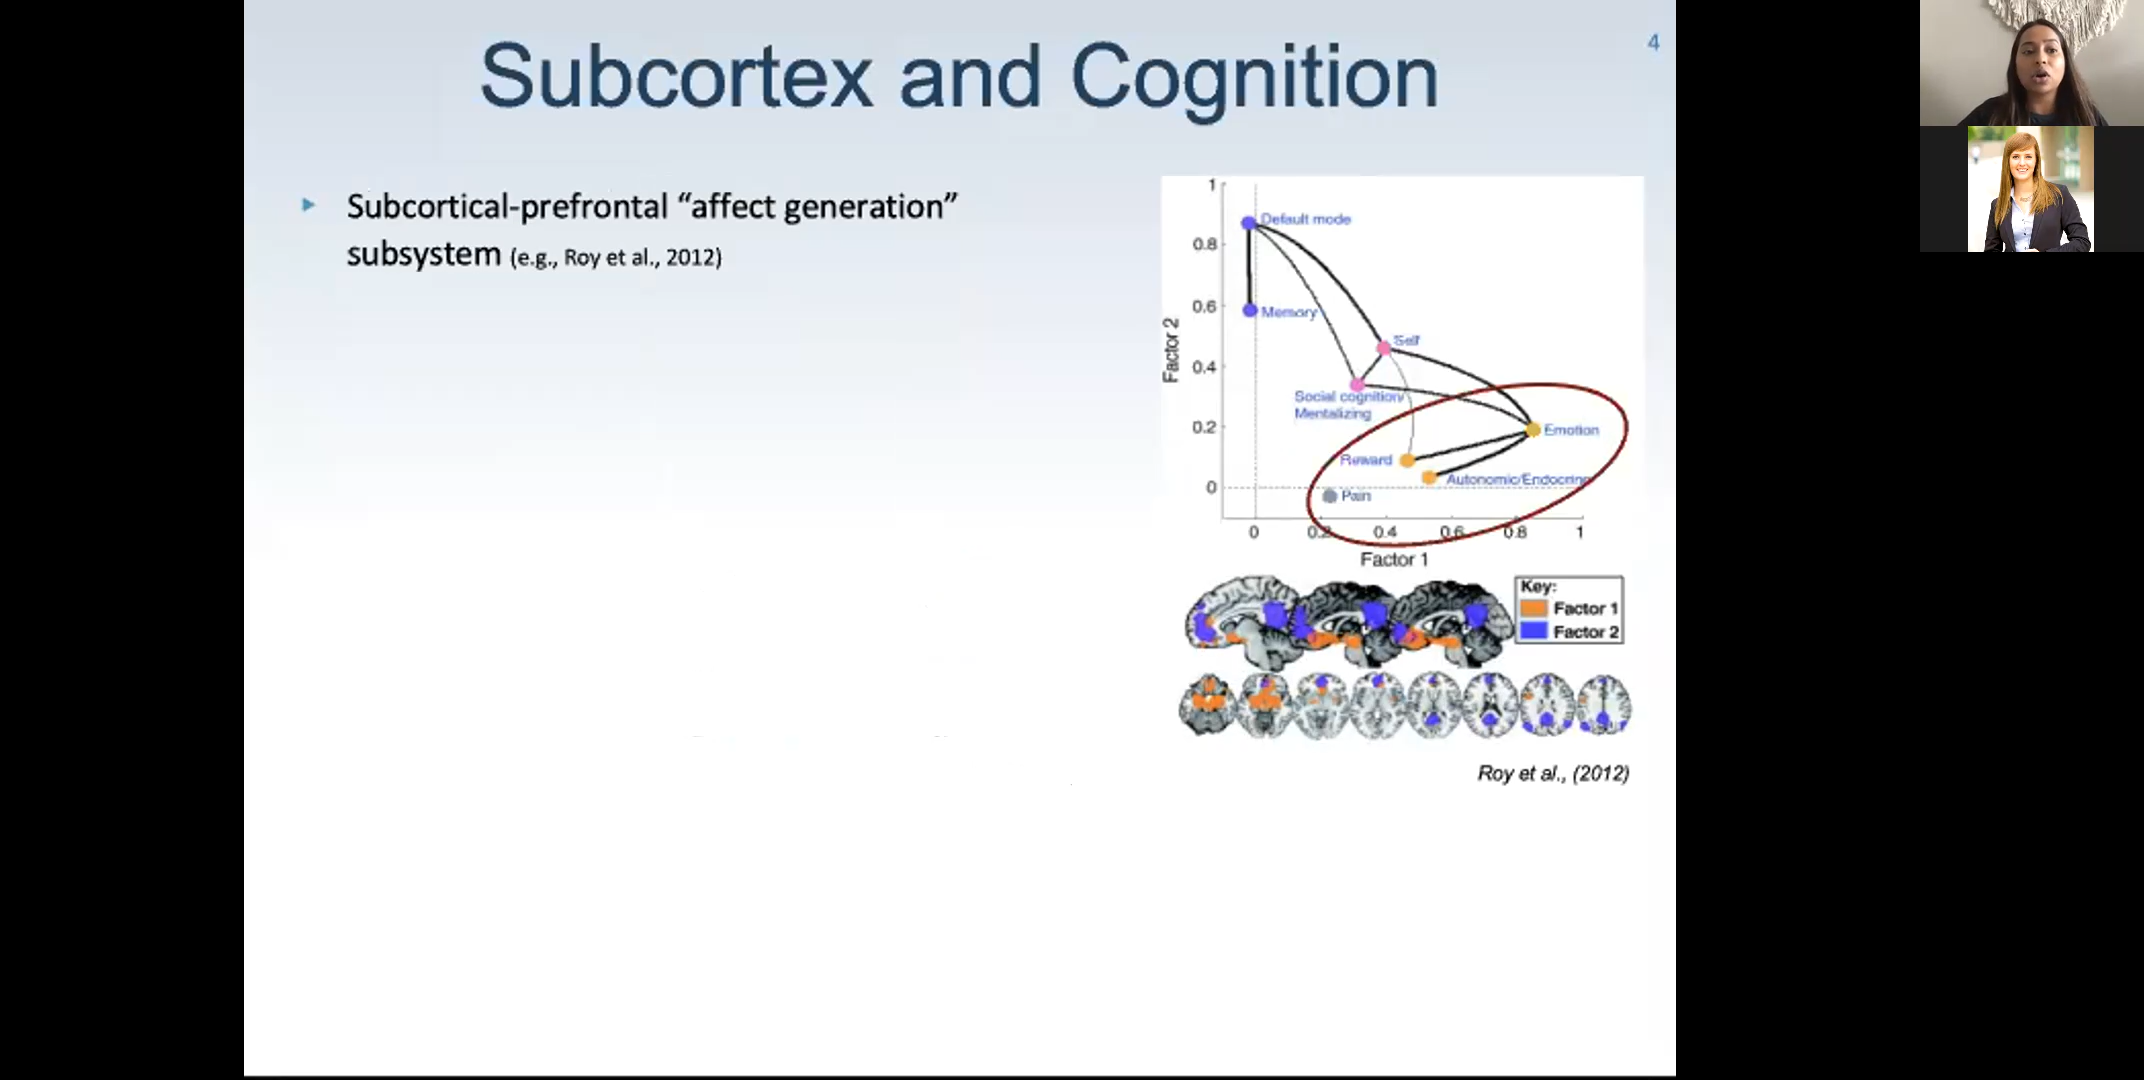 Subcortex and Cognition
4
Subcortical-prefrontal “affect generation”
subsystem (e.g., Roy et al., 2012)
1
Default mode
0.8
0.6
Memory
Factor 2
Self
0.4
Social cognition/
Mentalizing
0.2
Emotion
Reward
Autonomic/Endocrine
0
Pain
0 0.2 0.4 0.6 0.8 1
Factor 1
Key:
Factor 1
Factor 2
Roy et al., (2012)